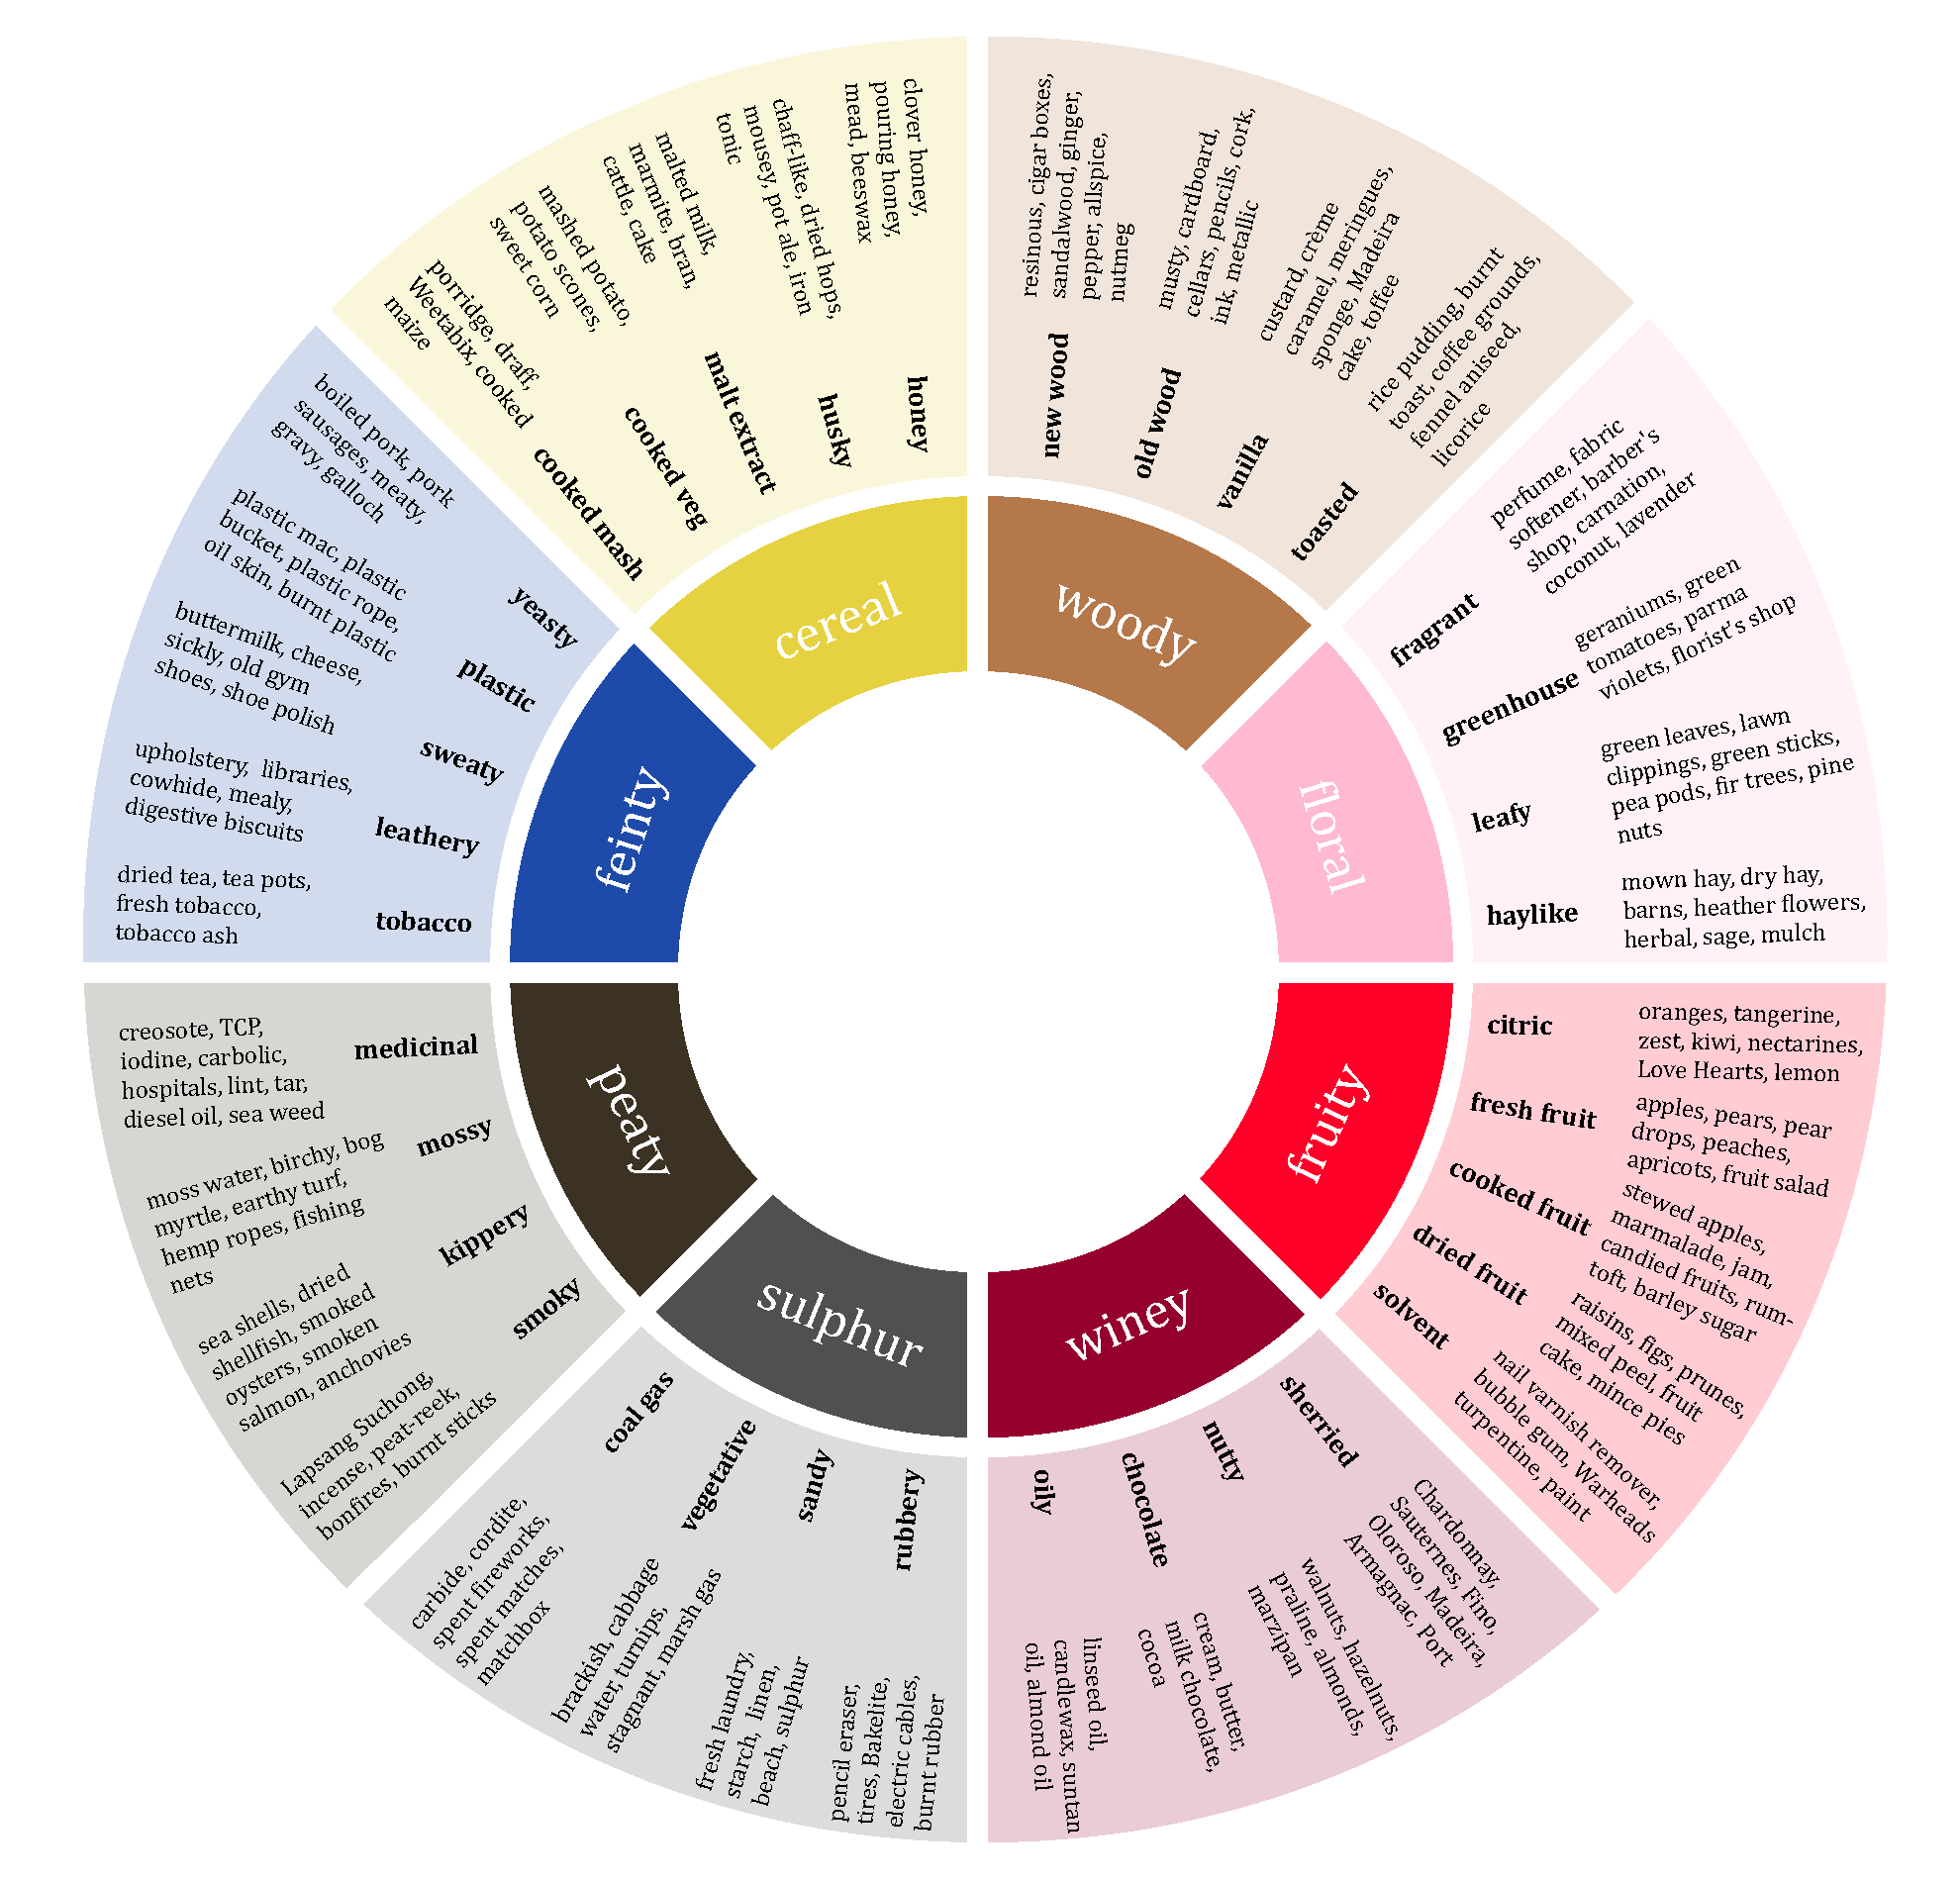 woody
new wood
resinous, cigar boxes,
sandalwood, ginger,
pepper, allspice,
nutmeg
old wood
musty, cardboard,
cellars, pencils, cork,
ink, metallic
vanilla
custard, crème
caramel, meringues,
sponge, Madeira
cake, toffee
toasted
rice pudding, burnt
toast, coffee grounds,
fennel aniseed,
licorice
floral
fragrant
perfume, fabric
softener, barber's
shop, carnation,
coconut, lavender
greenhouse
geraniums, green
tomatoes, parma
violets, florist's shop
leafy
green leaves, lawn
clippings, green sticks,
pea pods, fir trees, pine
nuts
haylike
mown hay, dry hay,
barns, heather flowers,
herbal, sage, mulch
fruity
citric
oranges, tangerine,
zest, kiwi, nectarines,
Love Hearts, lemon
fresh fruit
apples, pears, pear
drops, peaches,
apricots, fruit salad
cooked fruit
stewed apples,
marmalade, jam,
candied fruits, rum-
toft, barley sugar
dried fruit
raisins, figs, prunes,
mixed peel, fruit
cake, mince pies
solvent
nail varnish remover,
bubble gum, Warheads
turpentine, paint
winey
sherried
Chardonnay,
Sauternes, Fino,
Oloroso, Madeira,
Armagnac, Port
nutty
walnuts, hazelnuts,
praline, almonds,
marzipan
chocolate
cream, butter,
milk chocolate,
cocoa
oily
linseed oil,
candlewax, suntan
oil, almond oil
sulphur
rubbery
pencil eraser,
tires, Bakelite,
electric cables,
burnt rubber
sandy
fresh laundry,
starch, linen,
beach, sulphur
vegetative
brackish, cabbage
water, turnips,
stagnant, marsh gas
coal gas
carbide, cordite,
spent fireworks,
spent matches,
matchbox
peaty
smoky
Lapsang Suchong,
incense, peat-reek,
bonfires, burnt sticks
kippery
sea shells, dried
shellfish, smoked
oysters, smoken
salmon, anchovies
mossy
moss water, birchy, bog
myrtle, earthy turf,
hemp ropes, fishing
nets
medicinal
creosote, TCP,
iodine, carbolic,
hospitals, lint, tar,
diesel oil, sea weed
feinty
tobacco
dried tea, tea pots,
fresh tobacco,
tobacco ash
leathery
upholstery, libraries,
cowhide, mealy,
digestive biscuits
sweaty
buttermilk, cheese,
sickly, old gym
shoes, shoe polish
plastic
plastic mac, plastic
bucket, plastic rope,
oil skin, burnt plastic
yeasty
boiled pork, pork
sausages, meaty,
gravy, galloch
cereal
cooked mash
porridge, draff,
Weetabix, cooked
maize
cooked veg
mashed potato,
potato scones,
sweet corn
malt extract
malted milk,
marmite, bran,
cattle, cake
husky
chaff-like, dried hops,
mousey, pot ale, iron
tonic
honey
clover honey,
pouring honey,
mead, beeswax